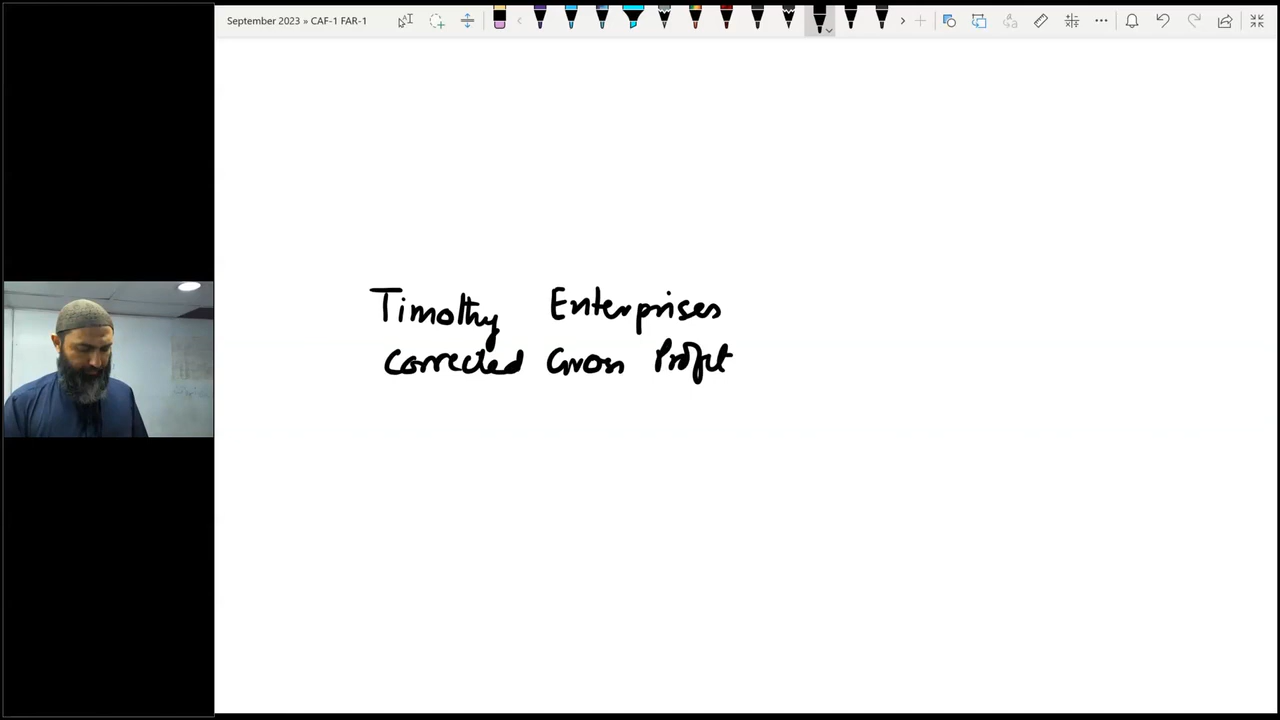 September 2023 » CAF-1 FAR-1
Timothy Enterprises
Corrected Gross Profit